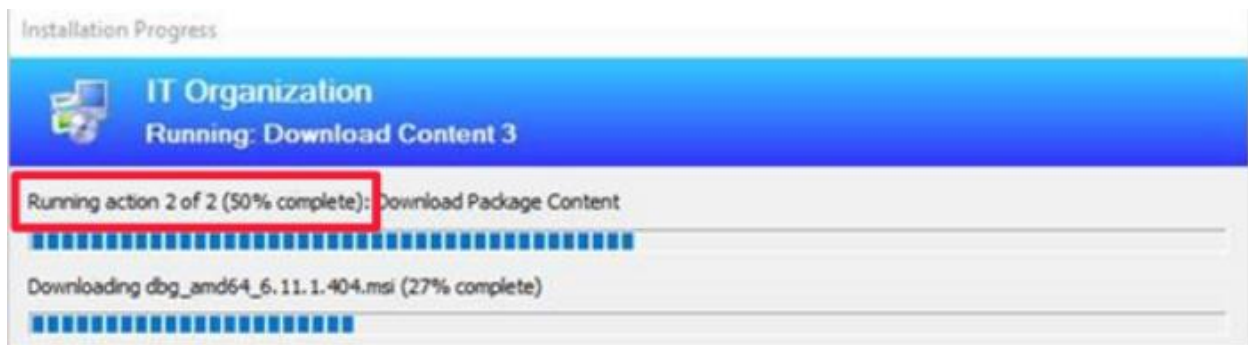 Installation Progress
IT Organization
Running: Download Content 3
Running action 2 of 2 (50% complete): Download Package Content
Downloading dbg_amd64_6.11.1.404.msi (27% complete)